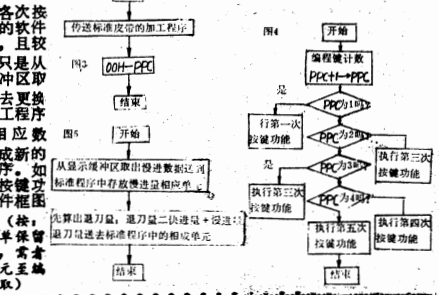 各次按
的软件
，且较
只是从
冲区取
去更换
工程序
相应数
成新的
序。如
按键功
件框图
（按：
单保留
，需者
元至编
取）
传送标准皮带的加工程序
图3
00H→PPC
结束
图5
开始
从显示缓冲区取出慢进数据送到
标准程序中存放慢进量相应单元
先算出退刀量，退刀量=快进+慢进
退刀量送去标准程序中的相应单元
结束
图4
开始
编程键计数
PPC+1→PPC
是
PPC为1吗
行第一次
按键功能
PPC为2吗
执行第三次
按键功能
是
PPC为3吗
执行第三次
按键功能
PPC为4吗
执行第五次
按键功能
执行第四次
按键功能
结束